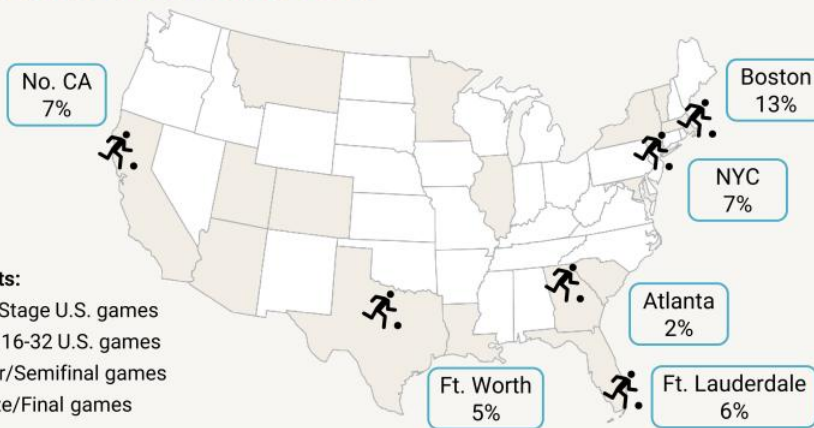 No. CA
7%
Boston
13%
NYC
7%
Stage U.S. games
16-32 U.S. games
Semifinal games
Final games
Atlanta
2%
Ft. Worth
5%
Ft. Lauderdale
6%